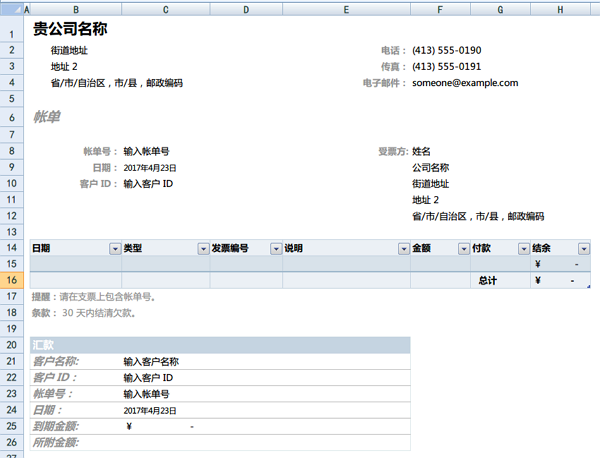 A B C D E F G H
1 贵公司名称
2 街道地址 电话： (413) 555-0190
3 地址 2 传真： (413) 555-0191
4 省/市/自治区，市/县，邮政编码 电子邮件： someone@example.com
5
6 帐单
7
8 帐单号： 输入帐单号 受票方: 姓名
9 日期： 2017年4月23日 公司名称
10 客户 ID： 输入客户 ID 街道地址
11 地址 2
12 省/市/自治区，市/县，邮政编码
13
14 日期 类型 发票编号 说明 金额 付款 结余
15 ¥ -
16 总计 ¥ -
17 提醒：请在支票上包含帐单号。
18 条款： 30 天内结清欠款。
19
20 汇款
21 客户名称: 输入客户名称
22 客户 ID： 输入客户 ID
23 帐单号： 输入帐单号
24 日期： 2017年4月23日
25 到期金额: ¥ -
26 所附金额:
27